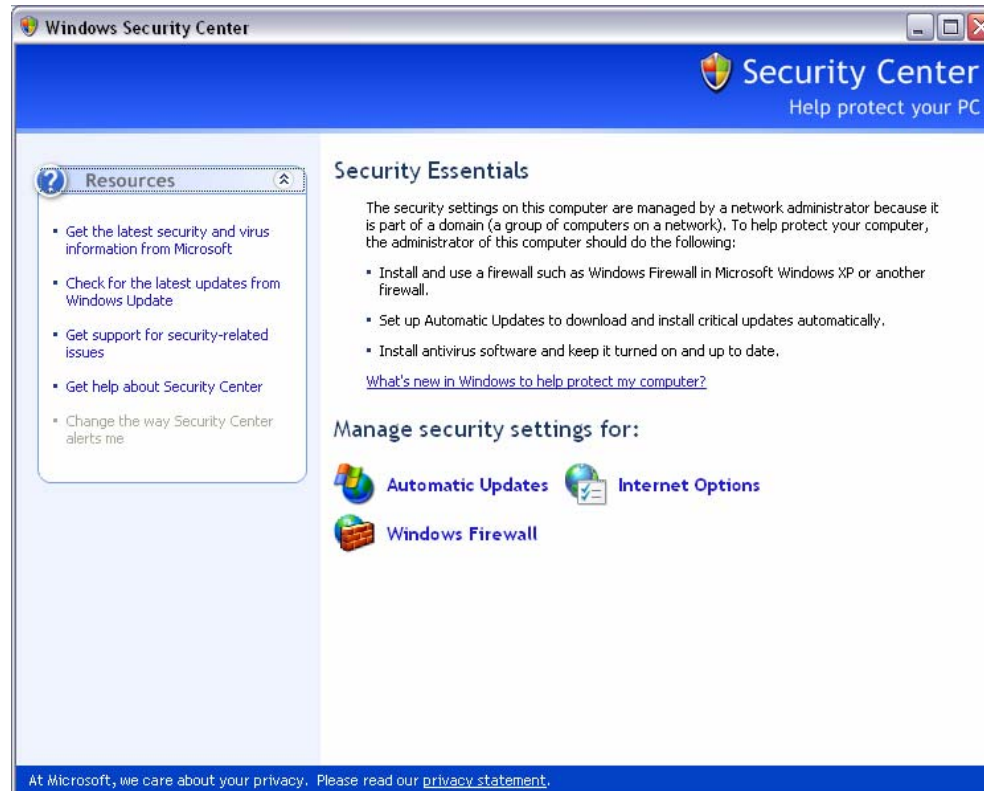 Windows Security Center
Security Center
Help protect your PC
Resources
Get the latest security and virus
information from Microsoft
Check for the latest updates from
Windows Update
Get support for security-related
issues
Get help about Security Center
Change the way Security Center
alerts me
Security Essentials
The security settings on this computer are managed by a network administrator because it
is part of a domain (a group of computers on a network). To help protect your computer,
the administrator of this computer should do the following:
Install and use a firewall such as Windows Firewall in Microsoft Windows XP or another
firewall.
Set up Automatic Updates to download and install critical updates automatically.
Install antivirus software and keep it turned on and up to date.
What's new in Windows to help protect my computer?
Manage security settings for:
Automatic Updates
Internet Options
Windows Firewall
At Microsoft, we care about your privacy. Please read our privacy statement.